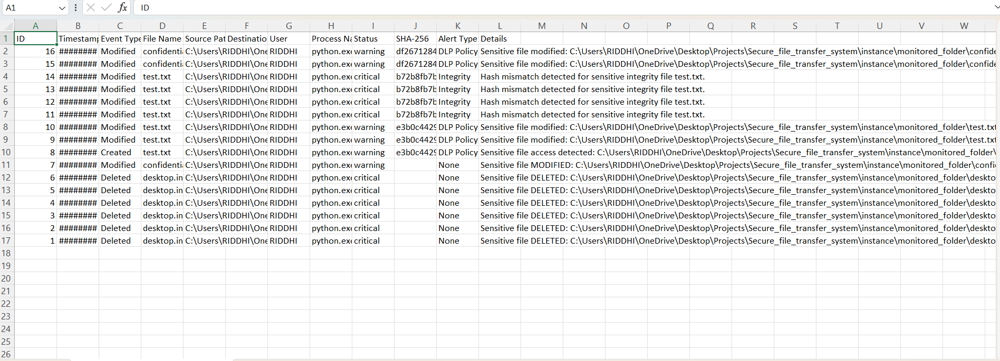 A1 fx ID
A B C D E F G H I J K L M N O P Q R S T U V W
1 ID Timestamp Event Type File Name Source Pat Destinatio User Process Na Status SHA-256 Alert Type Details
2 16 ######## Modified confidenti C:\Users\RIDDHI\One RIDDHI python.exe warning df2671284 DLP Policy Sensitive file modified: C:\Users\RIDDHI\OneDrive\Desktop\Projects\Secure_file_transfer_system\instance\monitored_folder\confide
3 15 ######## Modified confidenti C:\Users\RIDDHI\One RIDDHI python.exe warning df2671284 DLP Policy Sensitive file modified: C:\Users\RIDDHI\OneDrive\Desktop\Projects\Secure_file_transfer_system\instance\monitored_folder\confide
4 14 ######## Modified test.txt C:\Users\RIDDHI\One RIDDHI python.exe critical b72b8fb7b Integrity Hash mismatch detected for sensitive integrity file test.txt.
5 13 ######## Modified test.txt C:\Users\RIDDHI\One RIDDHI python.exe critical b72b8fb7b Integrity Hash mismatch detected for sensitive integrity file test.txt.
6 12 ######## Modified test.txt C:\Users\RIDDHI\One RIDDHI python.exe critical b72b8fb7b Integrity Hash mismatch detected for sensitive integrity file test.txt.
7 11 ######## Modified test.txt C:\Users\RIDDHI\One RIDDHI python.exe critical b72b8fb7b Integrity Hash mismatch detected for sensitive integrity file test.txt.
8 10 ######## Modified test.txt C:\Users\RIDDHI\One RIDDHI python.exe warning e3b0c4429 DLP Policy Sensitive file modified: C:\Users\RIDDHI\OneDrive\Desktop\Projects\Secure_file_transfer_system\instance\monitored_folder\test.txt
9 9 ######## Modified test.txt C:\Users\RIDDHI\One RIDDHI python.exe warning e3b0c4429 DLP Policy Sensitive file modified: C:\Users\RIDDHI\OneDrive\Desktop\Projects\Secure_file_transfer_system\instance\monitored_folder\test.txt
10 8 ######## Created test.txt C:\Users\RIDDHI\One RIDDHI python.exe warning e3b0c4429 DLP Policy Sensitive file access detected: C:\Users\RIDDHI\OneDrive\Desktop\Projects\Secure_file_transfer_system\instance\monitored_folder\
11 7 ######## Modified confidenti C:\Users\RIDDHI\One RIDDHI python.exe warning None Sensitive file MODIFIED: C:\Users\RIDDHI\OneDrive\Desktop\Projects\Secure_file_transfer_system\instance\monitored_folder\confi
12 6 ######## Deleted desktop.in C:\Users\RIDDHI\One RIDDHI python.exe critical None Sensitive file DELETED: C:\Users\RIDDHI\OneDrive\Desktop\Projects\Secure_file_transfer_system\instance\monitored_folder\deskto
13 5 ######## Deleted desktop.in C:\Users\RIDDHI\One RIDDHI python.exe critical None Sensitive file DELETED: C:\Users\RIDDHI\OneDrive\Desktop\Projects\Secure_file_transfer_system\instance\monitored_folder\deskto
14 4 ######## Deleted desktop.in C:\Users\RIDDHI\One RIDDHI python.exe critical None Sensitive file DELETED: C:\Users\RIDDHI\OneDrive\Desktop\Projects\Secure_file_transfer_system\instance\monitored_folder\deskto
15 3 ######## Deleted desktop.in C:\Users\RIDDHI\One RIDDHI python.exe critical None Sensitive file DELETED: C:\Users\RIDDHI\OneDrive\Desktop\Projects\Secure_file_transfer_system\instance\monitored_folder\deskto
16 2 ######## Deleted desktop.in C:\Users\RIDDHI\One RIDDHI python.exe critical None Sensitive file DELETED: C:\Users\RIDDHI\OneDrive\Desktop\Projects\Secure_file_transfer_system\instance\monitored_folder\deskto
17 1 ######## Deleted desktop.in C:\Users\RIDDHI\One RIDDHI python.exe critical None Sensitive file DELETED: C:\Users\RIDDHI\OneDrive\Desktop\Projects\Secure_file_transfer_system\instance\monitored_folder\deskto
18
19
20
21
22
23
24
25
26